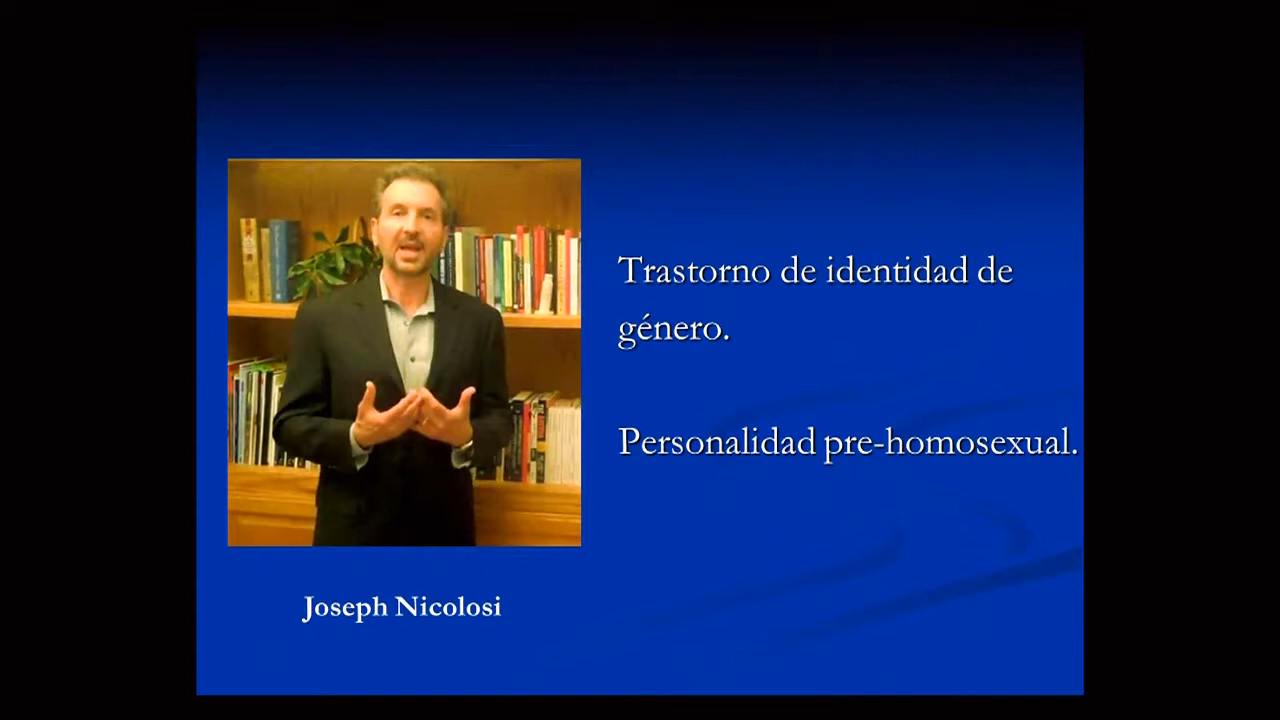 Trastorno de identidad de
género.
Personalidad pre-homosexual.
Joseph Nicolosi